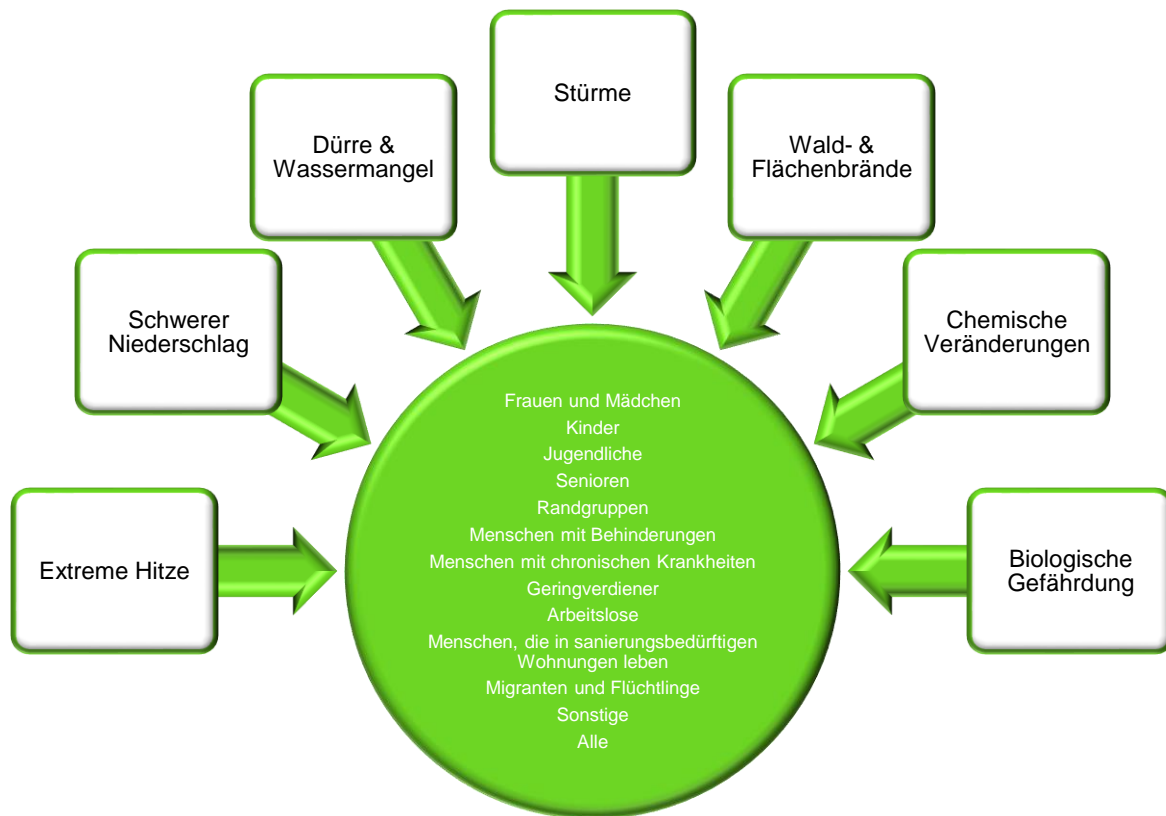 Stürme
Dürre &
Wassermangel
Wald- &
Flächenbrände
Schwerer
Niederschlag
Chemische
Veränderungen
Extreme Hitze
Biologische
Gefährdung
Frauen und Mädchen
Kinder
Jugendliche
Senioren
Randgruppen
Menschen mit Behinderungen
Menschen mit chronischen Krankheiten
Geringverdiener
Arbeitslose
Menschen, die in sanierungsbedürftigen
Wohnungen leben
Migranten und Flüchtlinge
Sonstige
Alle